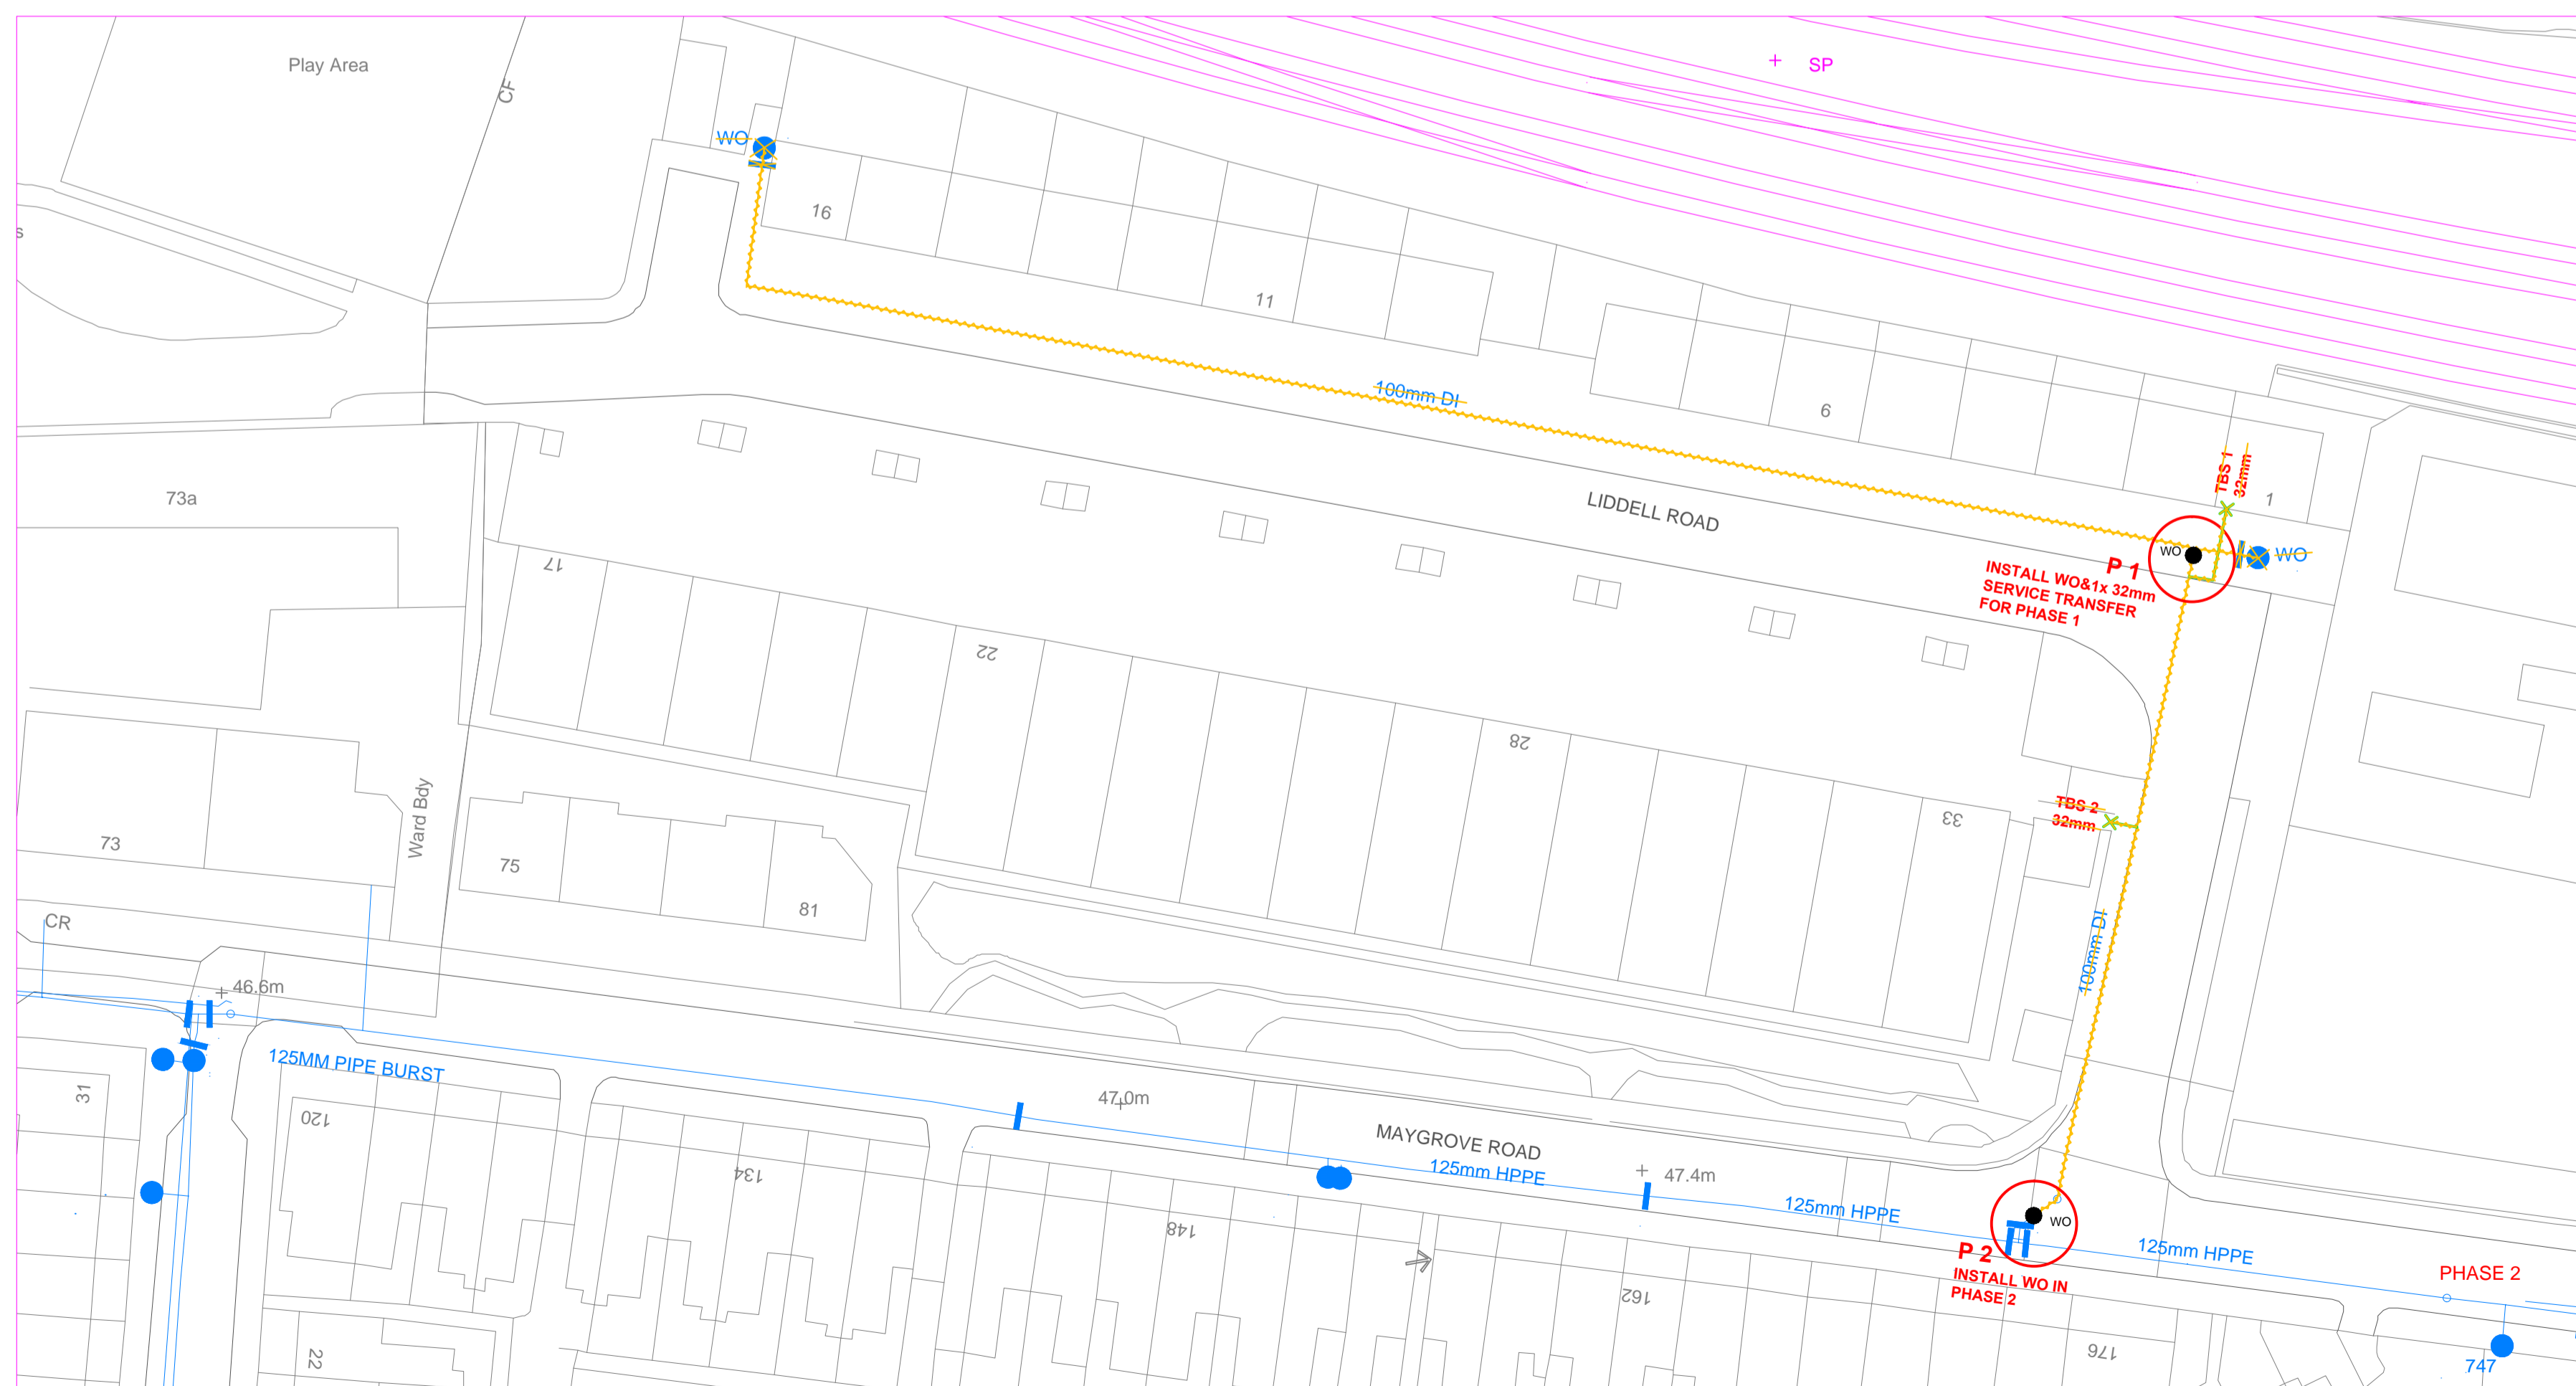 Play Area
CF
SP
WO
16
s
11
100mm DI
6
73a
LIDDELL ROAD
TBS 1
32mm
1
WO
WO
P 1
INSTALL WO&1x 32mm
SERVICE TRANSFER
FOR PHASE 1
17
22
28
33
TBS 2
32mm
Ward Bdy
73
75
81
100mm DI
CR
46.6m
125MM PIPE BURST
31
120
134
47.0m
MAYGROVE ROAD
125mm HPPE
47.4m
125mm HPPE
148
WO
P 2
INSTALL WO IN
PHASE 2
125mm HPPE
PHASE 2
162
22
176
747